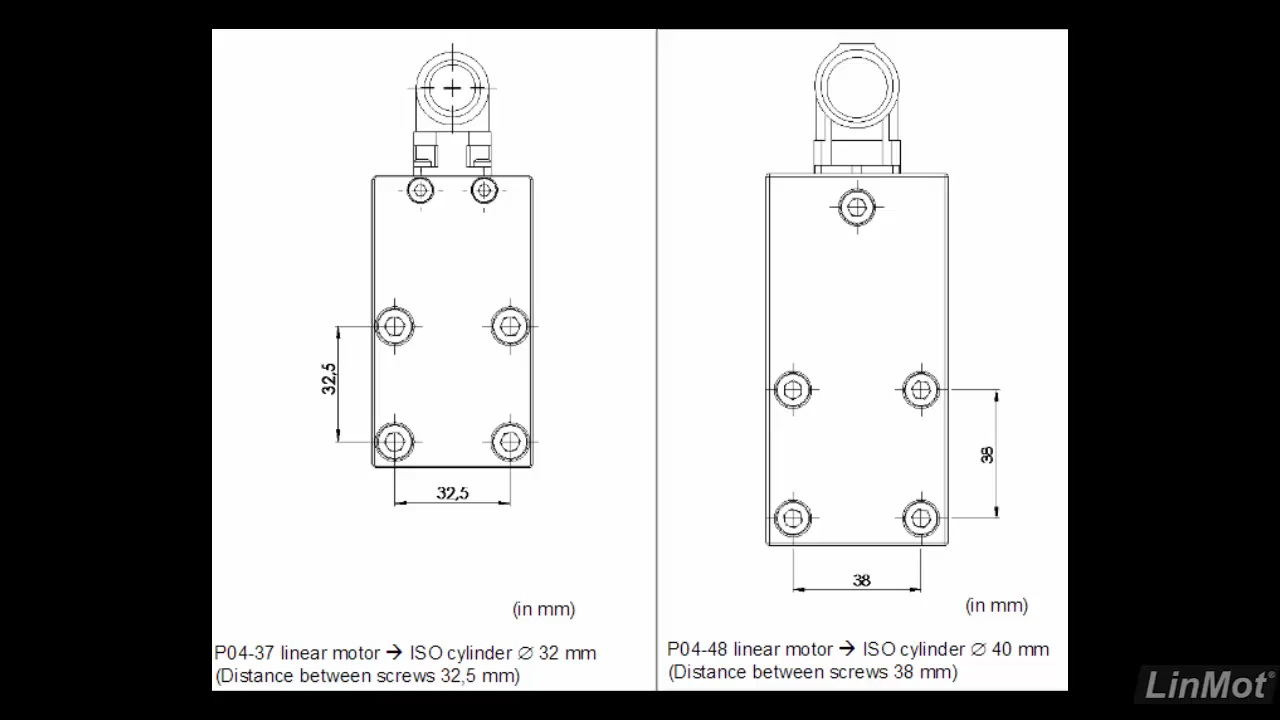 32,5
32,5
(in mm)
P04-37 linear motor → ISO cylinder ∅ 32 mm
(Distance between screws 32,5 mm)
38
38
(in mm)
P04-48 linear motor → ISO cylinder ∅ 40 mm
(Distance between screws 38 mm)
LinMot®